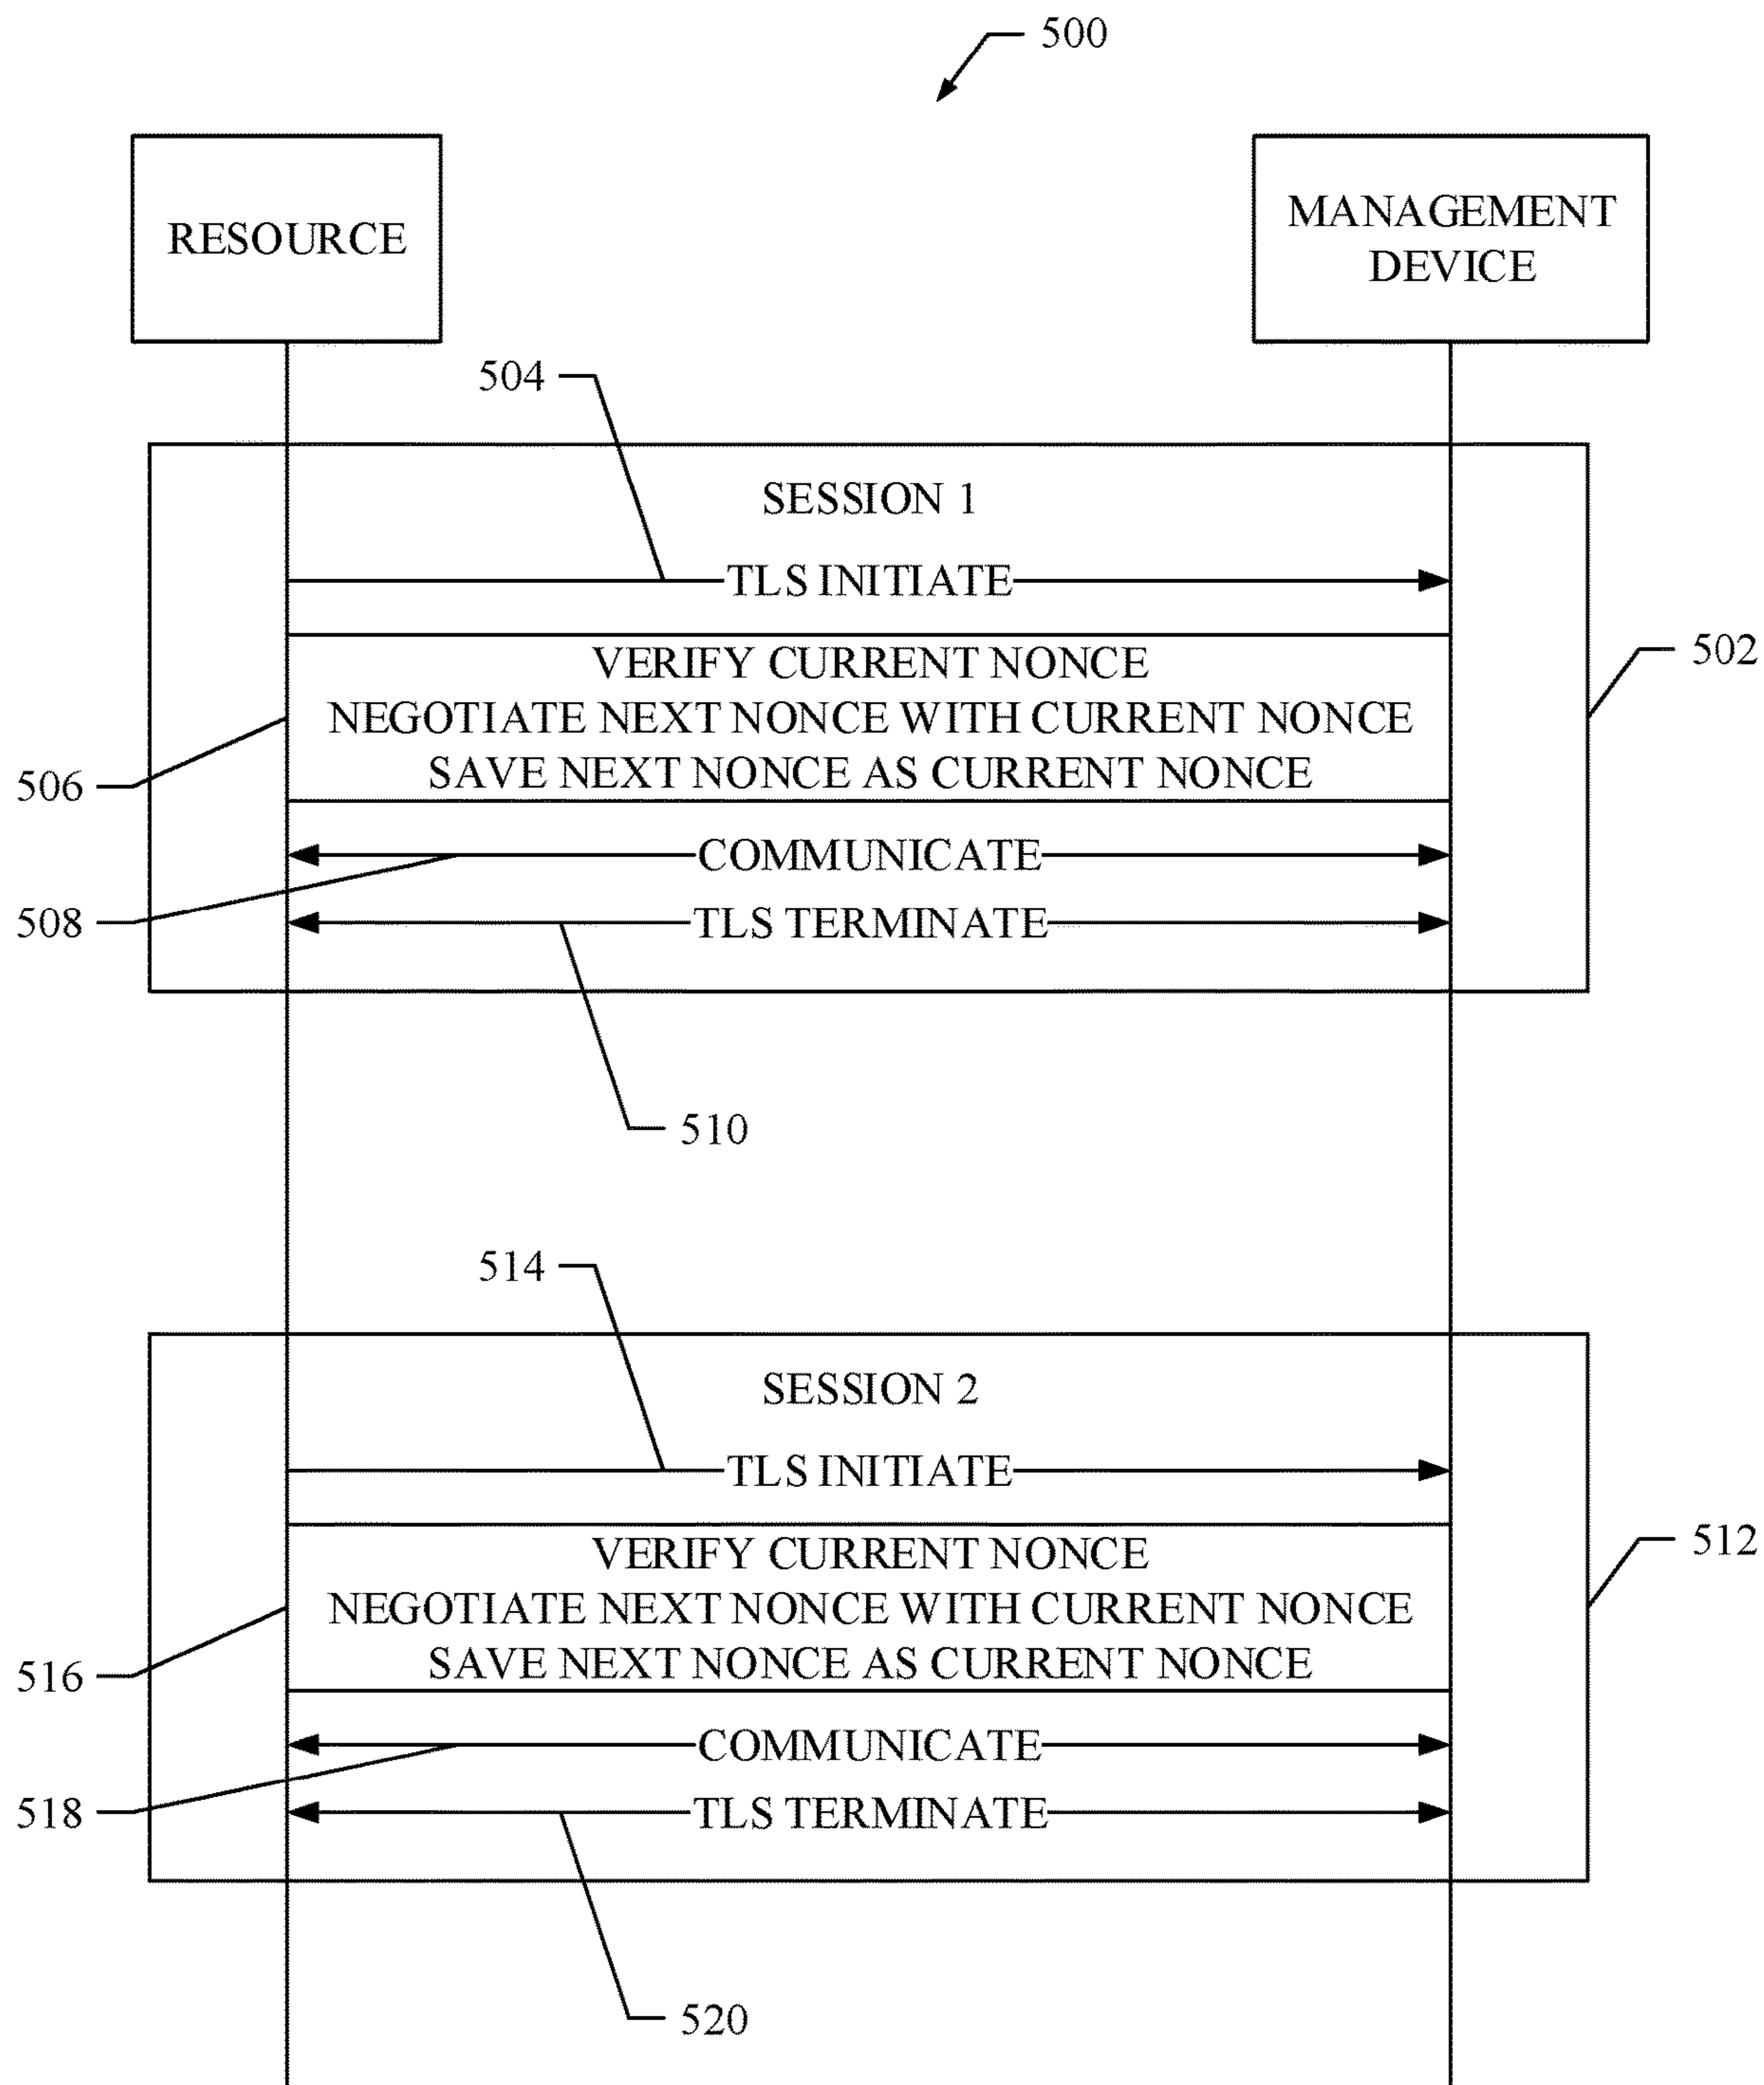 500
RESOURCE
MANAGEMENT
DEVICE
504
SESSION 1
TLS INITIATE
502
VERIFY CURRENT NONCE
NEGOTIATE NEXT NONCE WITH CURRENT NONCE
SAVE NEXT NONCE AS CURRENT NONCE
506
COMMUNICATE
508
TLS TERMINATE
510
514
SESSION 2
TLS INITIATE
512
VERIFY CURRENT NONCE
NEGOTIATE NEXT NONCE WITH CURRENT NONCE
SAVE NEXT NONCE AS CURRENT NONCE
516
COMMUNICATE
518
TLS TERMINATE
520